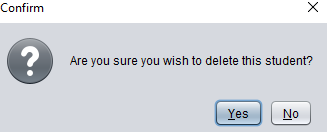 Confirm
Are you sure you wish to delete this student?
Yes No